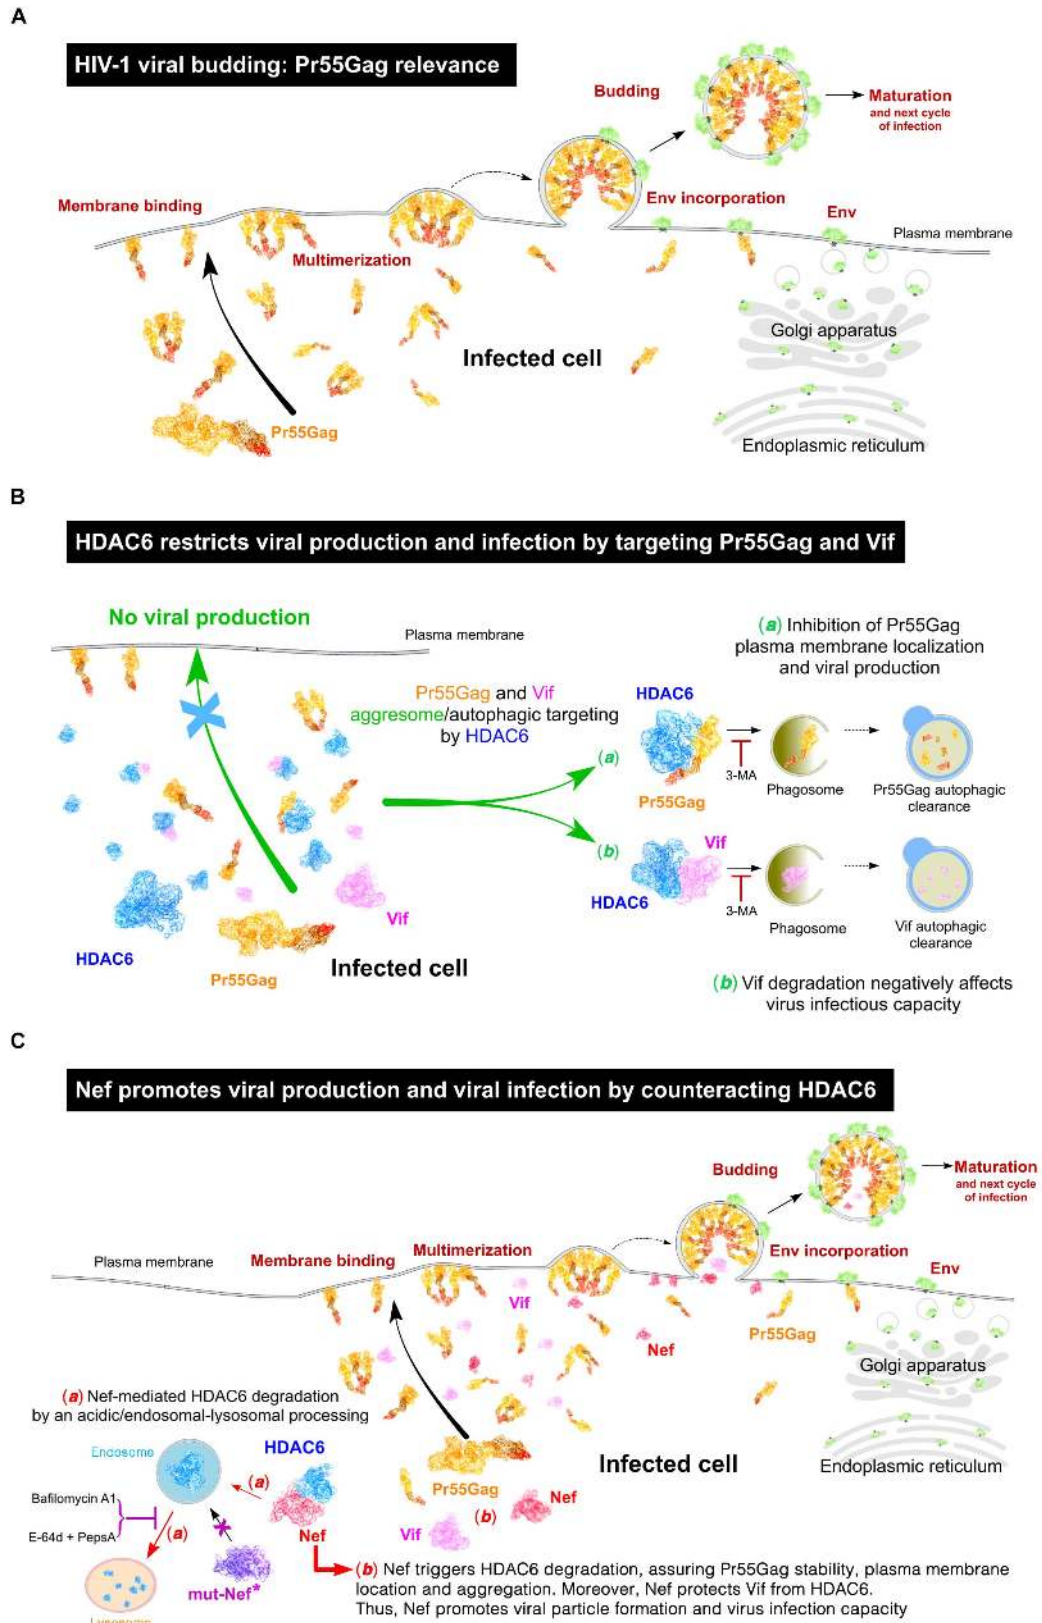 A
HIV-1 viral budding: Pr55Gag relevance
Budding
Maturation
and next cycle
of infection
Membrane binding
Env incorporation
Env
Plasma membrane
Multimerization
Golgi apparatus
Infected cell
Pr55Gag
Endoplasmic reticulum
B
HDAC6 restricts viral production and infection by targeting Pr55Gag and Vif
No viral production
Plasma membrane
(a) Inhibition of Pr55Gag
plasma membrane localization
and viral production
Pr55Gag and Vif
aggresome/autophagic targeting
by HDAC6
HDAC6
(a)
3-MA
Pr55Gag
Phagosome
Pr55Gag autophagic
clearance
(b)
Vif
HDAC6
3-MA
Phagosome
Vif autophagic
clearance
Vif
HDAC6
Pr55Gag
Infected cell
(b) Vif degradation negatively affects
virus infectious capacity
C
Nef promotes viral production and viral infection by counteracting HDAC6
Budding
Maturation
and next cycle
of infection
Plasma membrane
Membrane binding
Multimerization
Env incorporation
Env
Vif
Nef
Pr55Gag
Golgi apparatus
(a) Nef-mediated HDAC6 degradation
by an acidic/endosomal-lysosomal processing
Endosome
HDAC6
(a)
Infected cell
Endoplasmic reticulum
Pr55Gag
Nef
(b)
Bafilomycin A1
E-64d + PepsA
(a)
Nef
Vif
mut-Nef*
(b) Nef triggers HDAC6 degradation, assuring Pr55Gag stability, plasma membrane
location and aggregation. Moreover, Nef protects Vif from HDAC6.
Thus, Nef promotes viral particle formation and virus infection capacity